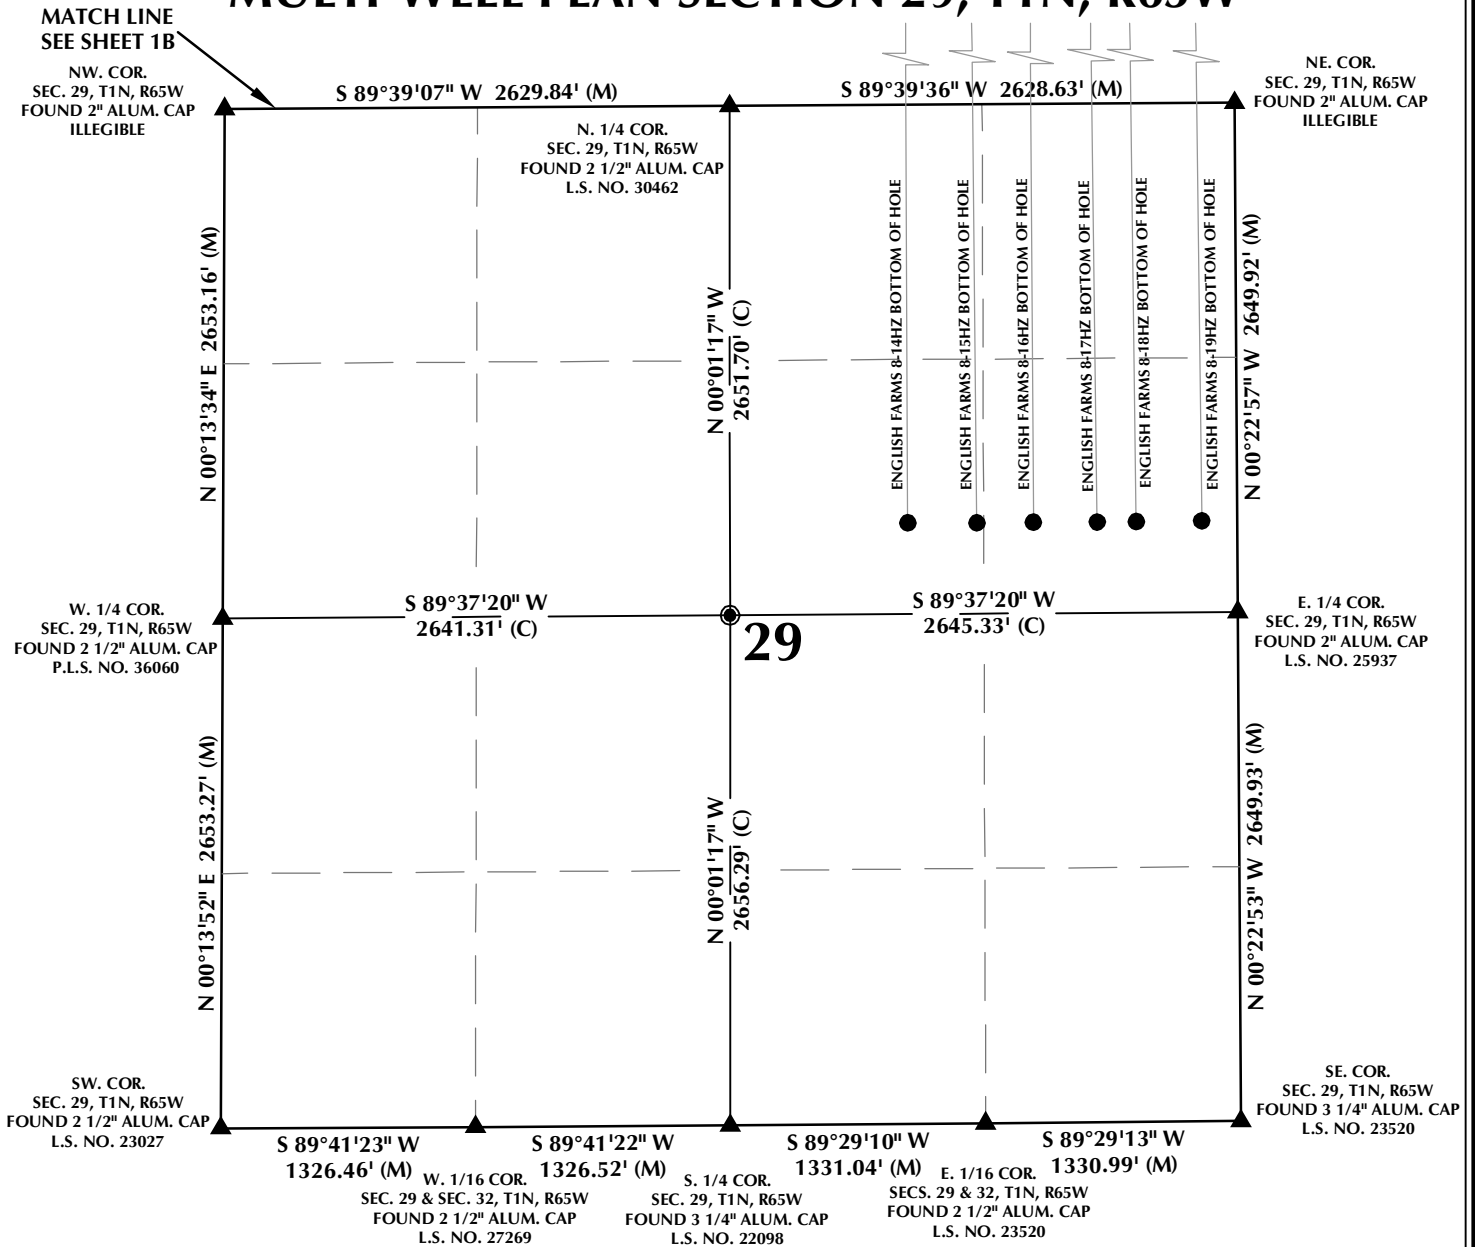 MULTI-WELL PLAN SECTION 29, T1N, R65W
MATCH LINE
SEE SHEET 1B
NW. COR.
SEC. 29, T1N, R65W
FOUND 2" ALUM. CAP
ILLEGIBLE
S 89°39'07" W 2629.84' (M)
N. 1/4 COR.
SEC. 29, T1N, R65W
FOUND 2 1/2" ALUM. CAP
L.S. NO. 30462
S 89°39'36" W 2628.63' (M)
NE. COR.
SEC. 29, T1N, R65W
FOUND 2" ALUM. CAP
ILLEGIBLE
N 00°13'34" E 2653.16' (M)
N 00°01'17" W
2651.70' (C)
ENGLISH FARMS 8-14HZ BOTTOM OF HOLE
ENGLISH FARMS 8-15HZ BOTTOM OF HOLE
ENGLISH FARMS 8-16HZ BOTTOM OF HOLE
ENGLISH FARMS 8-17HZ BOTTOM OF HOLE
ENGLISH FARMS 8-18HZ BOTTOM OF HOLE
ENGLISH FARMS 8-19HZ BOTTOM OF HOLE
N 00°22'57" W 2649.92' (M)
W. 1/4 COR.
SEC. 29, T1N, R65W
FOUND 2 1/2" ALUM. CAP
P.L.S. NO. 36060
S 89°37'20" W
2641.31' (C)
29
S 89°37'20" W
2645.33' (C)
E. 1/4 COR.
SEC. 29, T1N, R65W
FOUND 2" ALUM. CAP
L.S. NO. 25937
N 00°13'52" E 2653.27' (M)
N 00°01'17" W
2656.29' (C)
N 00°22'53" W 2649.93' (M)
SW. COR.
SEC. 29, T1N, R65W
FOUND 2 1/2" ALUM. CAP
L.S. NO. 23027
S 89°41'23" W
1326.46' (M)
W. 1/16 COR.
SEC. 29 & SEC. 32, T1N, R65W
FOUND 2 1/2" ALUM. CAP
L.S. NO. 27269
S 89°41'22" W
1326.52' (M)
S. 1/4 COR.
SEC. 29, T1N, R65W
FOUND 3 1/4" ALUM. CAP
L.S. NO. 22098
S 89°29'10" W
1331.04' (M)
E. 1/16 COR.
SECS. 29 & 32, T1N, R65W
FOUND 2 1/2" ALUM. CAP
L.S. NO. 23520
S 89°29'13" W
1330.99' (M)
SE. COR.
SEC. 29, T1N, R65W
FOUND 3 1/4" ALUM. CAP
L.S. NO. 23520